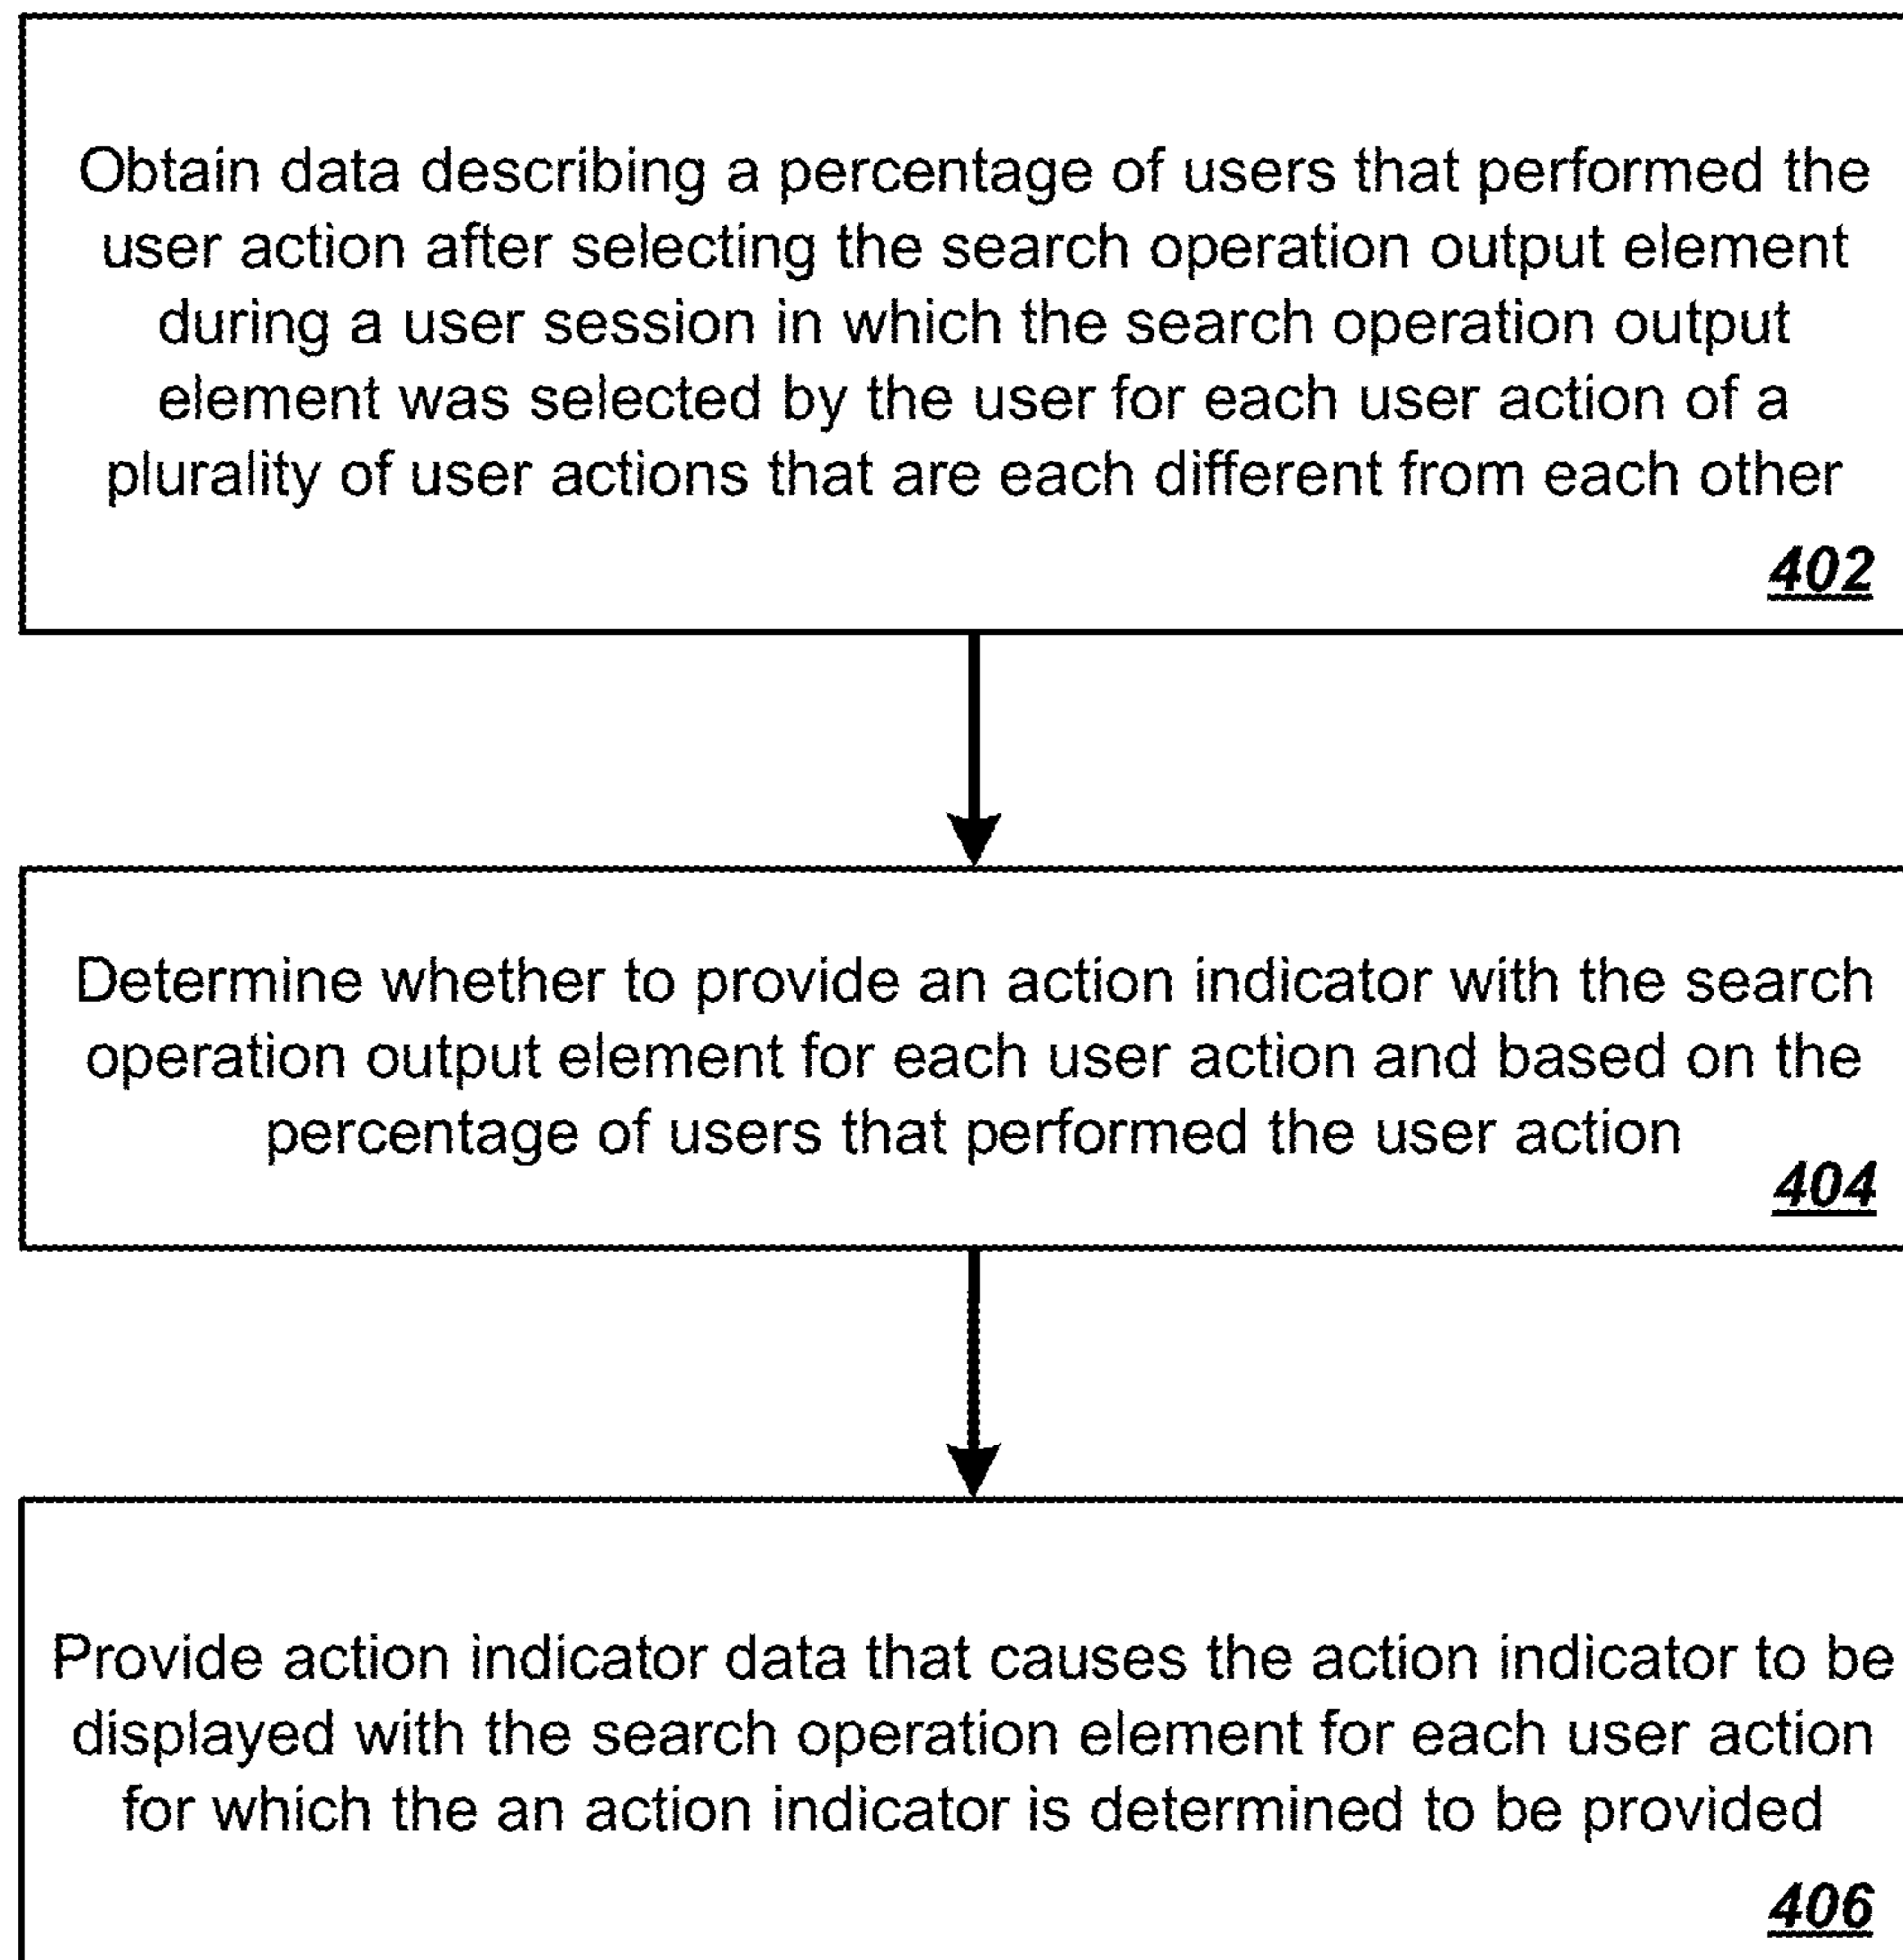 Obtain data describing a percentage of users that performed the
user action after selecting the search operation output element
during a user session in which the search operation output
element was selected by the user for each user action of a
plurality of user actions that are each different from each other
402
Determine whether to provide an action indicator with the search
operation output element for each user action and based on the
percentage of users that performed the user action
404
Provide action indicator data that causes the action indicator to be
displayed with the search operation element for each user action
for which the an action indicator is determined to be provided
406